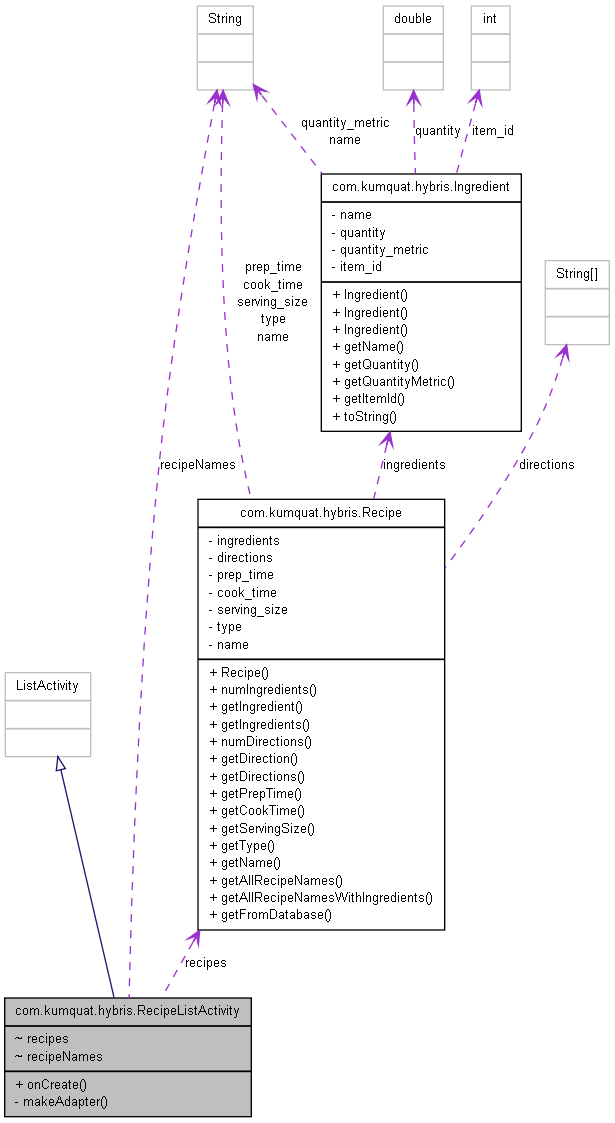 String
double
int
quantity_metric
name
quantity
item_id
com.kumquat.hybris.Ingredient
- name
- quantity
- quantity_metric
- item_id
+ Ingredient()
+ Ingredient()
+ Ingredient()
+ getName()
+ getQuantity()
+ getQuantityMetric()
+ getItemId()
+ toString()
String[]
prep_time
cook_time
serving_size
type
name
recipeNames
ingredients
directions
com.kumquat.hybris.Recipe
- ingredients
- directions
- prep_time
- cook_time
- serving_size
- type
- name
+ Recipe()
+ numIngredients()
+ getIngredient()
+ getIngredients()
+ numDirections()
+ getDirection()
+ getDirections()
+ getPrepTime()
+ getCookTime()
+ getServingSize()
+ getType()
+ getName()
+ getAllRecipeNames()
+ getAllRecipeNamesWithIngredients()
+ getFromDatabase()
ListActivity
recipes
com.kumquat.hybris.RecipeListActivity
~ recipes
~ recipeNames
+ onCreate()
- makeAdapter()